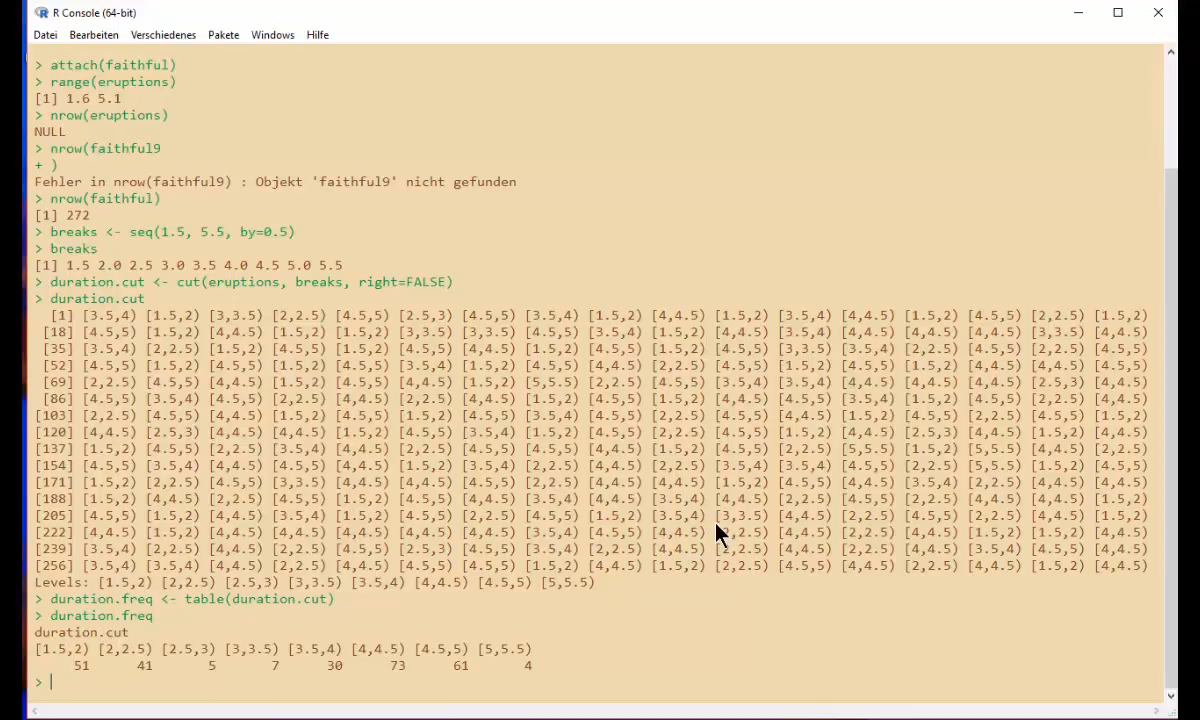 R Console (64-bit)
Datei Bearbeiten Verschiedenes Pakete Windows Hilfe
> attach(faithful)
> range(eruptions)
[1] 1.6 5.1
> nrow(eruptions)
NULL
> nrow(faithful9
+ )
Fehler in nrow(faithful9) : Objekt 'faithful9' nicht gefunden
> nrow(faithful)
[1] 272
> breaks <- seq(1.5, 5.5, by=0.5)
> breaks
[1] 1.5 2.0 2.5 3.0 3.5 4.0 4.5 5.0 5.5
> duration.cut <- cut(eruptions, breaks, right=FALSE)
> duration.cut
[1] [3.5,4) [1.5,2) [3,3.5) [2,2.5) [4.5,5) [2.5,3) [4.5,5) [3.5,4) [1.5,2) [4,4.5) [1.5,2) [3.5,4) [4,4.5) [1.5,2) [4.5,5) [2,2.5) [1.5,2)
[18] [4.5,5) [1.5,2) [4,4.5) [1.5,2) [1.5,2) [3,3.5) [3,3.5) [4.5,5) [3.5,4) [1.5,2) [4,4.5) [3.5,4) [4,4.5) [4,4.5) [4,4.5) [3,3.5) [4,4.5)
[35] [3.5,4) [2,2.5) [1.5,2) [4.5,5) [1.5,2) [4.5,5) [4,4.5) [1.5,2) [4.5,5) [1.5,2) [4.5,5) [3,3.5) [3.5,4) [2,2.5) [4.5,5) [2,2.5) [4.5,5)
[52] [4.5,5) [1.5,2) [4.5,5) [1.5,2) [4.5,5) [3.5,4) [1.5,2) [4.5,5) [4,4.5) [2,2.5) [4.5,5) [1.5,2) [4.5,5) [1.5,2) [4,4.5) [4,4.5) [4.5,5)
[69] [2,2.5) [4.5,5) [4,4.5) [1.5,2) [4.5,5) [4,4.5) [1.5,2) [5,5.5) [2,2.5) [4.5,5) [3.5,4) [3.5,4) [4,4.5) [4,4.5) [4,4.5) [2.5,3) [4,4.5)
[86] [4.5,5) [3.5,4) [4.5,5) [2,2.5) [4,4.5) [2,2.5) [4.5,5) [1.5,2) [4.5,5) [1.5,2) [4,4.5) [4.5,5) [3.5,4) [1.5,2) [4.5,5) [1.5,2) [4.5,5)
[103] [2,2.5) [4.5,5) [4,4.5) [1.5,2) [4.5,5) [1.5,2) [4.5,5) [3.5,4) [4.5,5) [2,2.5) [4.5,5) [4,4.5) [1.5,2) [4.5,5) [2,2.5) [4.5,5) [1.5,2)
[120] [4,4.5) [2.5,3) [4,4.5) [4,4.5) [1.5,2) [4.5,5) [3.5,4) [1.5,2) [4.5,5) [2,2.5) [4.5,5) [1.5,2) [4,4.5) [2.5,3) [4,4.5) [1.5,2) [4,4.5)
[137] [1.5,2) [4.5,5) [2,2.5) [3.5,4) [4,4.5) [2,2.5) [4.5,5) [4.5,5) [4,4.5) [1.5,2) [4.5,5) [2,2.5) [5,5.5) [1.5,2) [5,5.5) [4,4.5) [2,2.5)
[154] [4.5,5) [3.5,4) [4,4.5) [4.5,5) [4,4.5) [1.5,2) [3.5,4) [2,2.5) [4,4.5) [2,2.5) [3.5,4) [3.5,4) [4.5,5) [2,2.5) [5,5.5) [1.5,2) [4.5,5)
[171] [1.5,2) [2,2.5) [4.5,5) [3,3.5) [4,4.5) [4.5,5) [4,4.5) [3.5,4) [4,4.5) [4,4.5) [1.5,2) [4.5,5) [4,4.5) [3.5,4) [2,2.5) [4,4.5) [4.5,5)
[188] [1.5,2) [4,4.5) [2,2.5) [4.5,5) [1.5,2) [4.5,5) [4,4.5) [3.5,4) [4,4.5) [3.5,4) [4,4.5) [2,2.5) [4.5,5) [4,4.5) [4,4.5) [4,4.5) [4,4.5)
[205] [4.5,5) [1.5,2) [4,4.5) [3.5,4) [1.5,2) [4.5,5) [2,2.5) [4.5,5) [1.5,2) [3.5,4) [3,3.5) [4,4.5) [2,2.5) [4.5,5) [2,2.5) [4,4.5) [1.5,2)
[222] [4,4.5) [1.5,2) [4,4.5) [4,4.5) [4,4.5) [4,4.5) [4,4.5) [3.5,4) [4.5,5) [4,4.5) [4,4.5) [2,2.5) [4,4.5) [1.5,2) [1.5,2) [4,4.5)
[239] [3.5,4) [2,2.5) [4,4.5) [2,2.5) [4.5,5) [2.5,3) [4.5,5) [3.5,4) [2,2.5) [4,4.5) [2,2.5) [4,4.5) [2,2.5) [4,4.5) [3.5,4) [4.5,5) [4,4.5)
[256] [3.5,4) [3.5,4) [4,4.5) [2,2.5) [4,4.5) [4.5,5) [4.5,5) [1.5,2) [4,4.5) [1.5,2) [2,2.5) [4.5,5) [4,4.5) [2,2.5) [4,4.5) [1.5,2) [4,4.5)
Levels: [1.5,2) [2,2.5) [2.5,3) [3,3.5) [3.5,4) [4,4.5) [4.5,5) [5,5.5)
> duration.freq <- table(duration.cut)
> duration.freq
duration.cut
[1.5,2) [2,2.5) [2.5,3) [3,3.5) [3.5,4) [4,4.5) [4.5,5) [5,5.5)
51 41 5 7 30 73 61 4
>